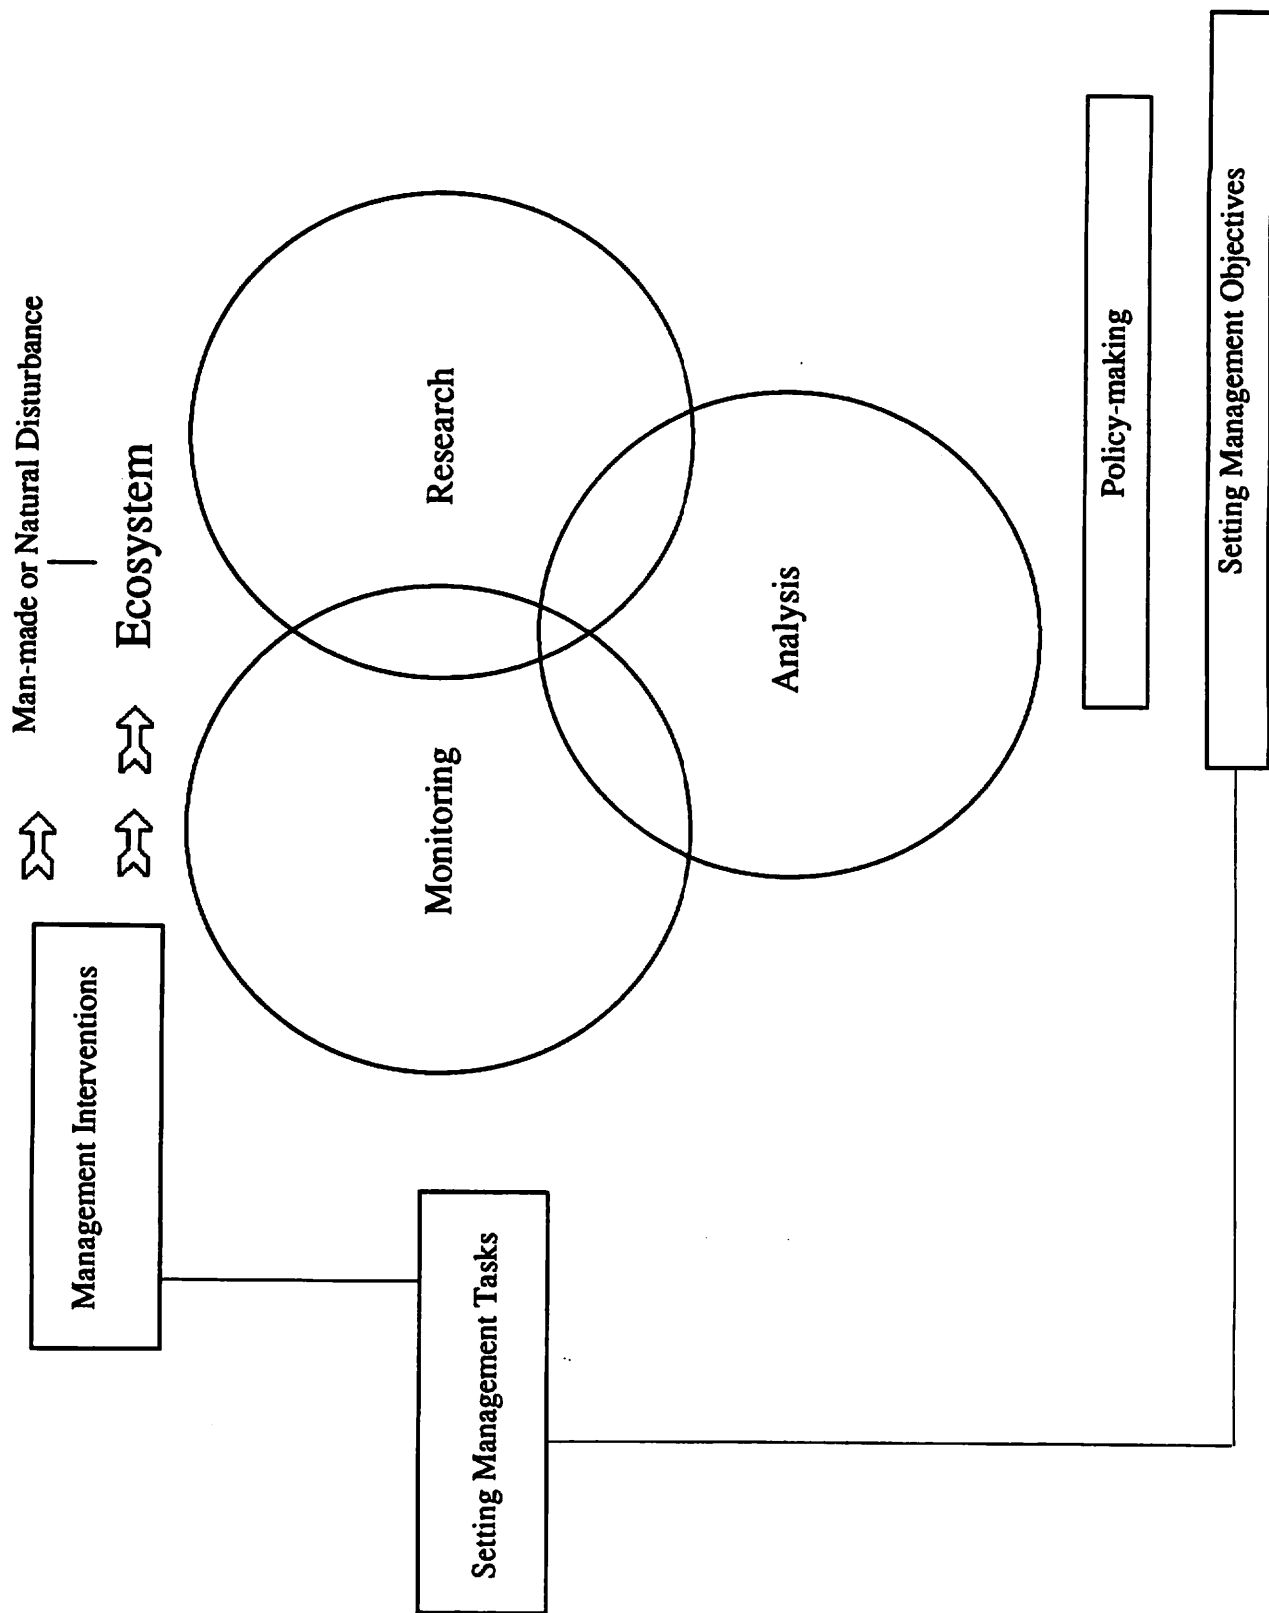 Man-made or Natural Disturbance
Ecosystem
Management Interventions
Monitoring
Research
Setting Management Tasks
Analysis
Policy-making
Setting Management Objectives